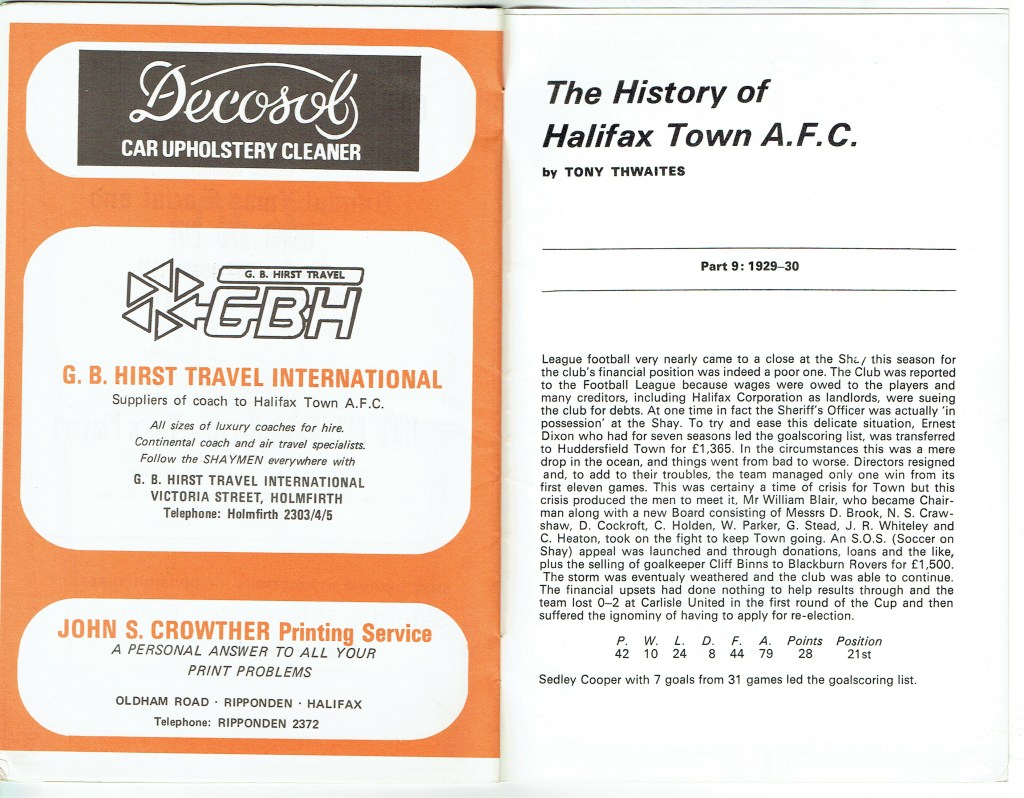 Decosol
CAR UPHOLSTERY CLEANER
G. B. HIRST TRAVEL
GBH
G. B. HIRST TRAVEL INTERNATIONAL
Suppliers of coach to Halifax Town A.F.C.
All sizes of luxury coaches for hire.
Continental coach and air travel specialists.
Follow the SHAYMEN everywhere with
G. B. HIRST TRAVEL INTERNATIONAL
VICTORIA STREET, HOLMFIRTH
Telephone: Holmfirth 2303/4/5
JOHN S. CROWTHER Printing Service
A PERSONAL ANSWER TO ALL YOUR
PRINT PROBLEMS
OLDHAM ROAD · RIPPONDEN · HALIFAX
Telephone: RIPPONDEN 2372
The History of
Halifax Town A.F.C.
by TONY THWAITES
Part 9: 1929–30
League football very nearly came to a close at the Shay this season for
the club's financial position was indeed a poor one. The Club was reported
to the Football League because wages were owed to the players and
many creditors, including Halifax Corporation as landlords, were sueing
the club for debts. At one time in fact the Sheriff's Officer was actually 'in
possession' at the Shay. To try and ease this delicate situation, Ernest
Dixon who had for seven seasons led the goalscoring list, was transferred
to Huddersfield Town for £1,365. In the circumstances this was a mere
drop in the ocean, and things went from bad to worse. Directors resigned
and, to add to their troubles, the team managed only one win from its
first eleven games. This was certainy a time of crisis for Town but this
crisis produced the men to meet it, Mr William Blair, who became Chair-
man along with a new Board consisting of Messrs D. Brook, N. S. Craw-
shaw, D. Cockroft, C. Holden, W. Parker, G. Stead, J. R. Whiteley and
C. Heaton, took on the fight to keep Town going. An S.O.S. (Soccer on
Shay) appeal was launched and through donations, loans and the like,
plus the selling of goalkeeper Cliff Binns to Blackburn Rovers for £1,500.
The storm was eventualy weathered and the club was able to continue.
The financial upsets had done nothing to help results through and the
team lost 0–2 at Carlisle United in the first round of the Cup and then
suffered the ignominy of having to apply for re-election.
P. W. L. D. F. A. Points Position
42 10 24 8 44 79 28 21st
Sedley Cooper with 7 goals from 31 games led the goalscoring list.